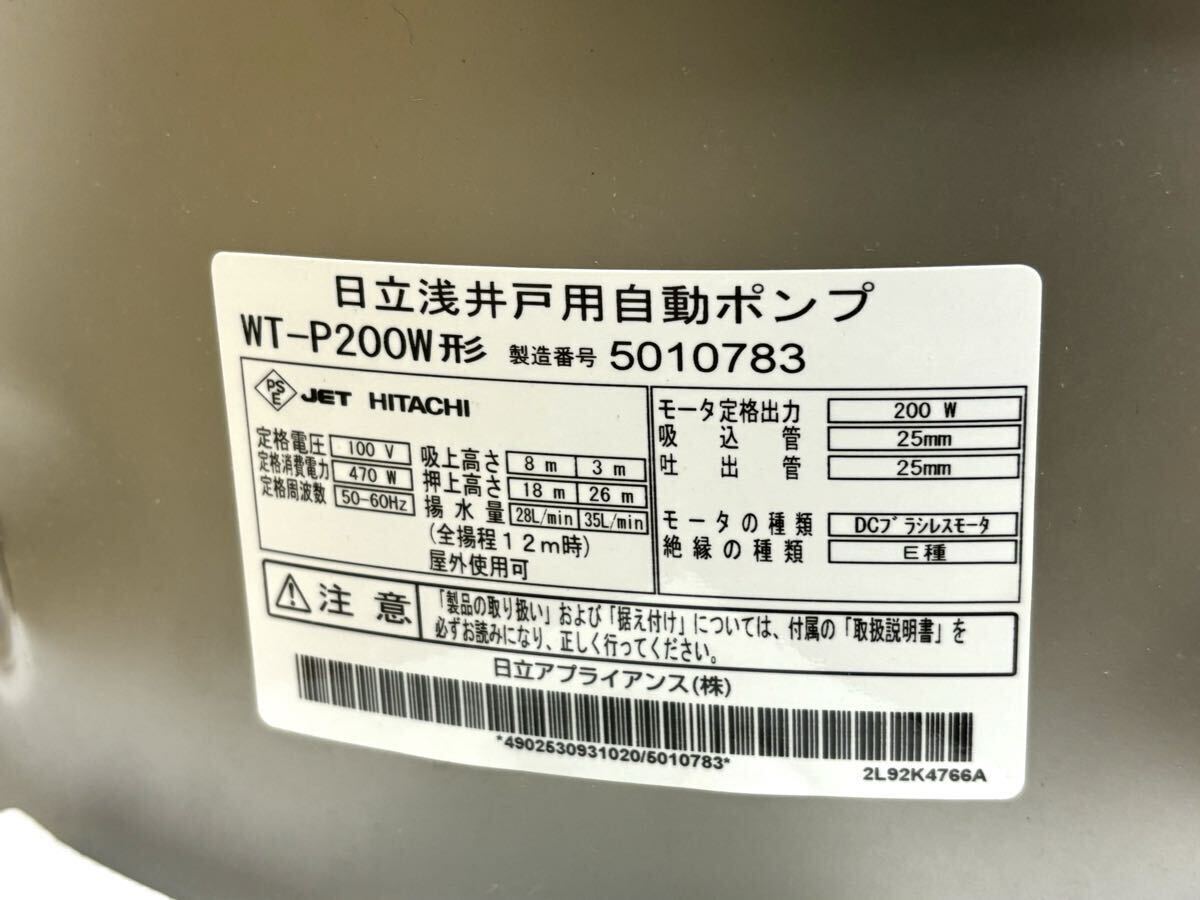 日立浅井戸用自動ポンプ
WT-P200W形 製造番号 5010783
PSE JET HITACHI
定格電圧 100 V
定格消費電力 470 W
定格周波数 50-60Hz
吸上高さ 8 m 3 m
押上高さ 18 m 26 m
揚水量 28L/min 35L/min
(全揚程12m時)
屋外使用可
モータ定格出力 200 W
吸込管 25mm
吐出管 25mm
モータの種類 DCブラシレスモータ
絶縁の種類 E種
注意
「製品の取り扱い」および「据え付け」については、付属の「取扱説明書」を
必ずお読みになり、正しく行ってください。
日立アプライアンス(株)
*4902530931020/5010783*
2L92K4766A